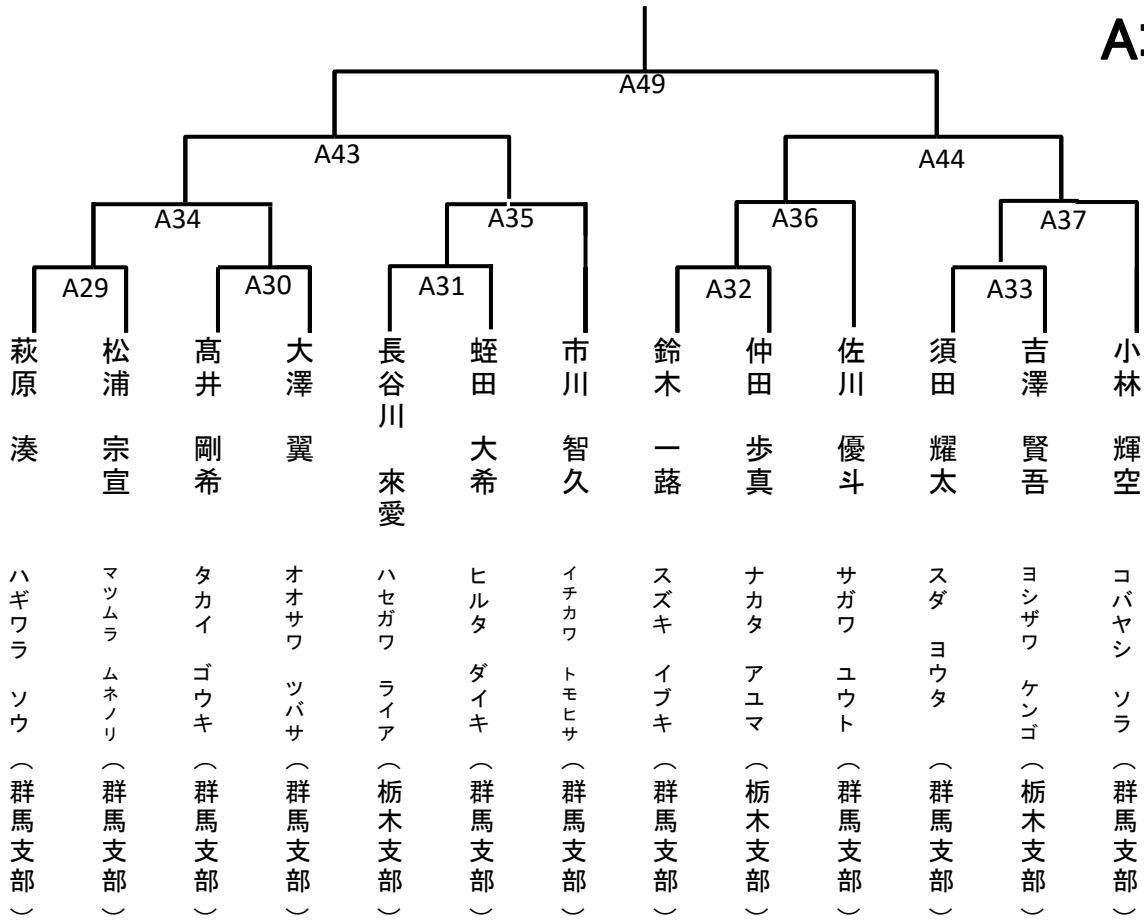 A
A49
A43
A44
A34
A35
A36
A37
A29
A30
A31
A32
A33
萩原 湊 ハギワラ ソウ (群馬支部)
松浦 宗宣 マツムラ ムネノリ (群馬支部)
髙井 剛希 タカイ ゴウキ (群馬支部)
大澤 翼 オオサワ ツバサ (群馬支部)
長谷川 來愛 ハセガワ ライア (栃木支部)
蛭田 大希 ヒルタ ダイキ (群馬支部)
市川 智久 イチカワ トモヒサ (群馬支部)
鈴木 一蕗 スズキ イブキ (群馬支部)
仲田 歩真 ナカタ アユマ (栃木支部)
佐川 優斗 サガワ ユウト (群馬支部)
須田 耀太 スダ ヨウタ (群馬支部)
吉澤 賢吾 ヨシザワ ケンゴ (栃木支部)
小林 輝空 コバヤシ ソラ (群馬支部)